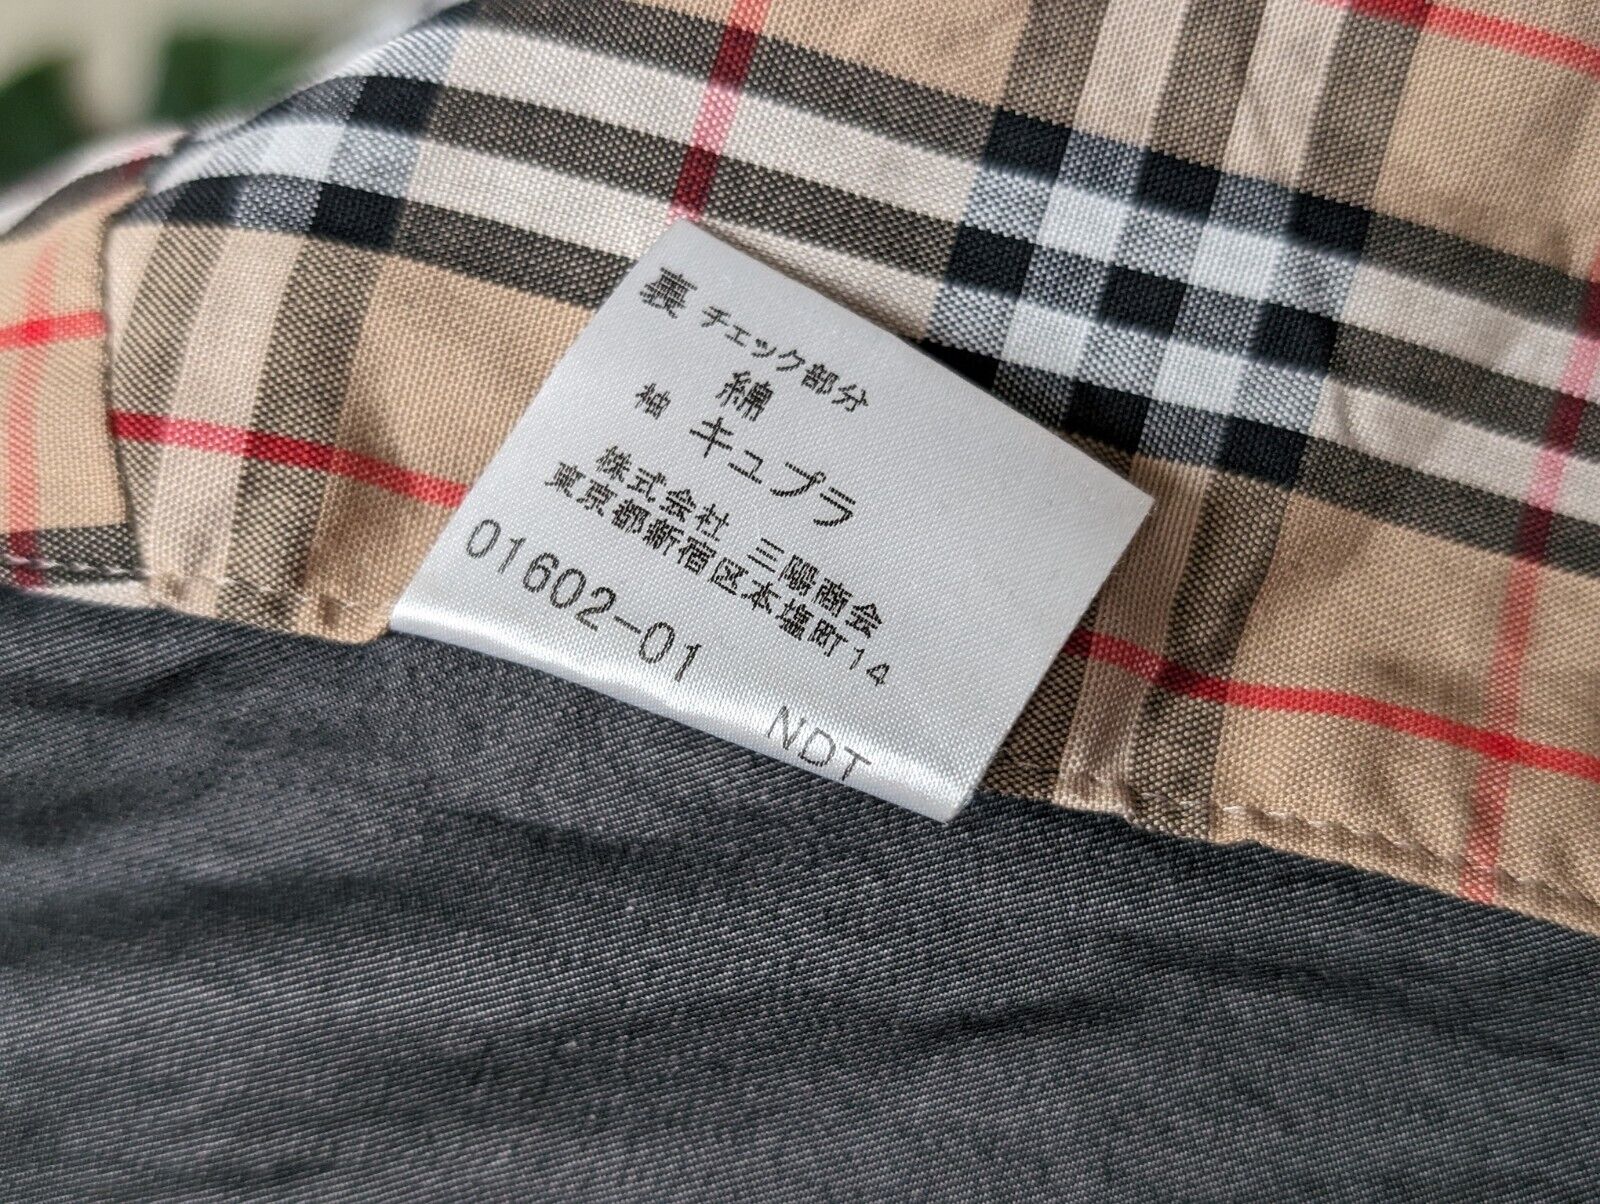 裏 チェック部分
綿
袖 キュプラ
株式会社 三陽商会
東京都新宿区本塩町14
01602-01
NDT